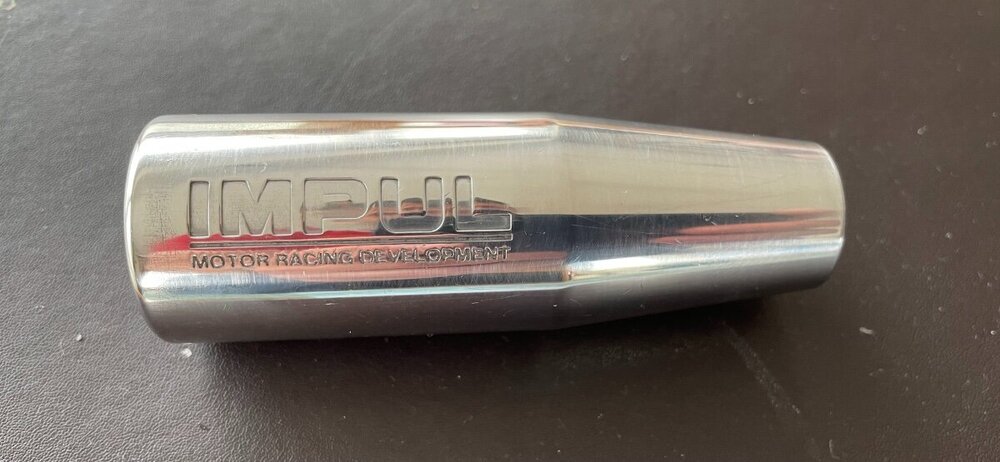 IMPUL
MOTOR RACING DEVELOPMENT